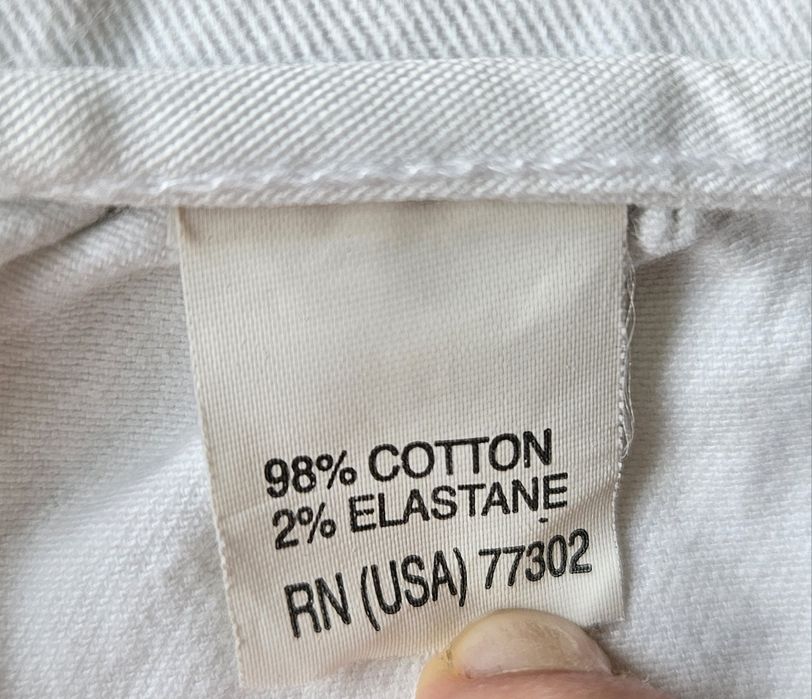 98% COTTON
2% ELASTANE
RN (USA) 77302